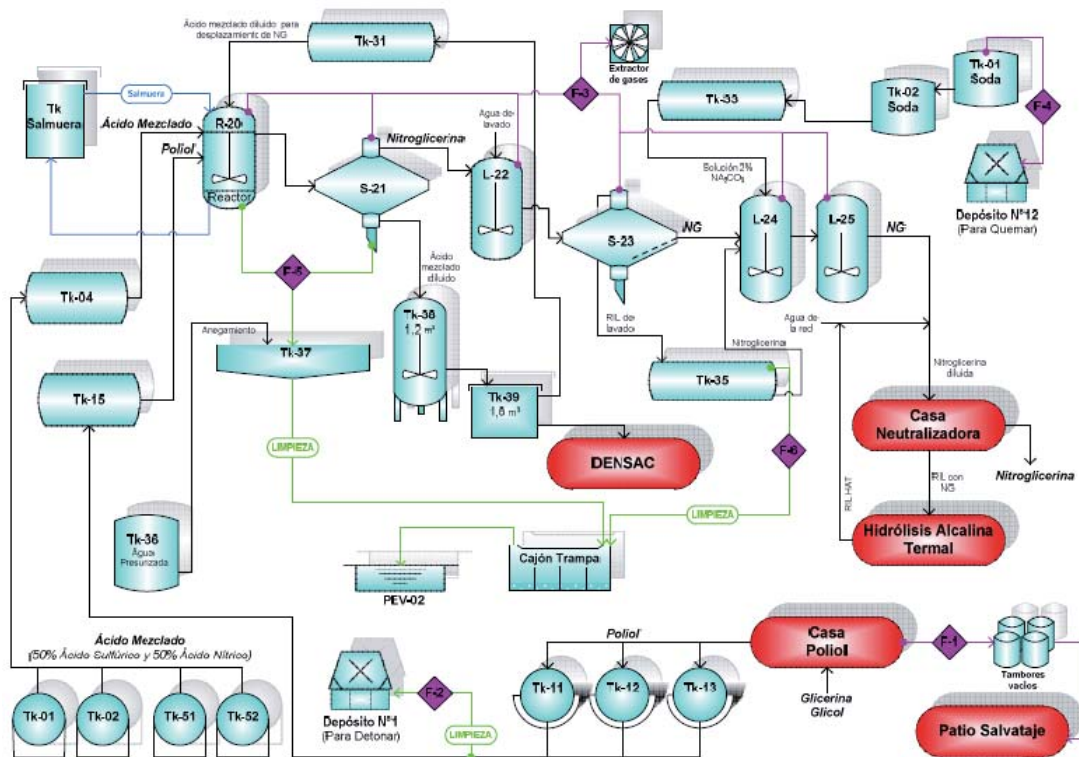 Ácido mezclado diluido para
desplazamiento de NG
Tk-31
Extractor
de gases
Tk-01
Soda
Tk-02
Soda
Tk
Salmuera
Salmuera
Ácido Mezclado
Poliol
R-20
Reactor
F-3
Tk-33
F-4
Nitroglicerina
Agua de
lavado
L-22
S-21
Solución 2%
L-24
L-25
Depósito Nº12
(Para Quemar)
S-23
NG
NG
Tk-04
F-5
Ácido
mezclado
diluido
Tk-38
1,2 m³
RIL de
lavado
Nitroglicerina
Agua de
la red
Anegamiento
Tk-37
Tk-35
Nitroglicerina
diluida
Tk-15
Tk-39
1,8 m³
Casa
Neutralizadora
LIMPIEZA
DENSAC
F-6
Nitroglicerina
RIL HAT
RIL con
NG
LIMPIEZA
Hidrólisis Alcalina
Termal
Tk-36
Agua
Presurizada
Cajón Trampa
PEV-02
Ácido Mezclado
(50% Ácido Sulfúrico y 50% Ácido Nítrico)
Poliol
Casa
Poliol
F-1
Tambores
vacíos
Tk-01
Tk-02
Tk-51
Tk-52
Depósito Nº1
(Para Detonar)
F-2
LIMPIEZA
Tk-11
Tk-12
Tk-13
Glicerina
Glicol
Patio Salvataje